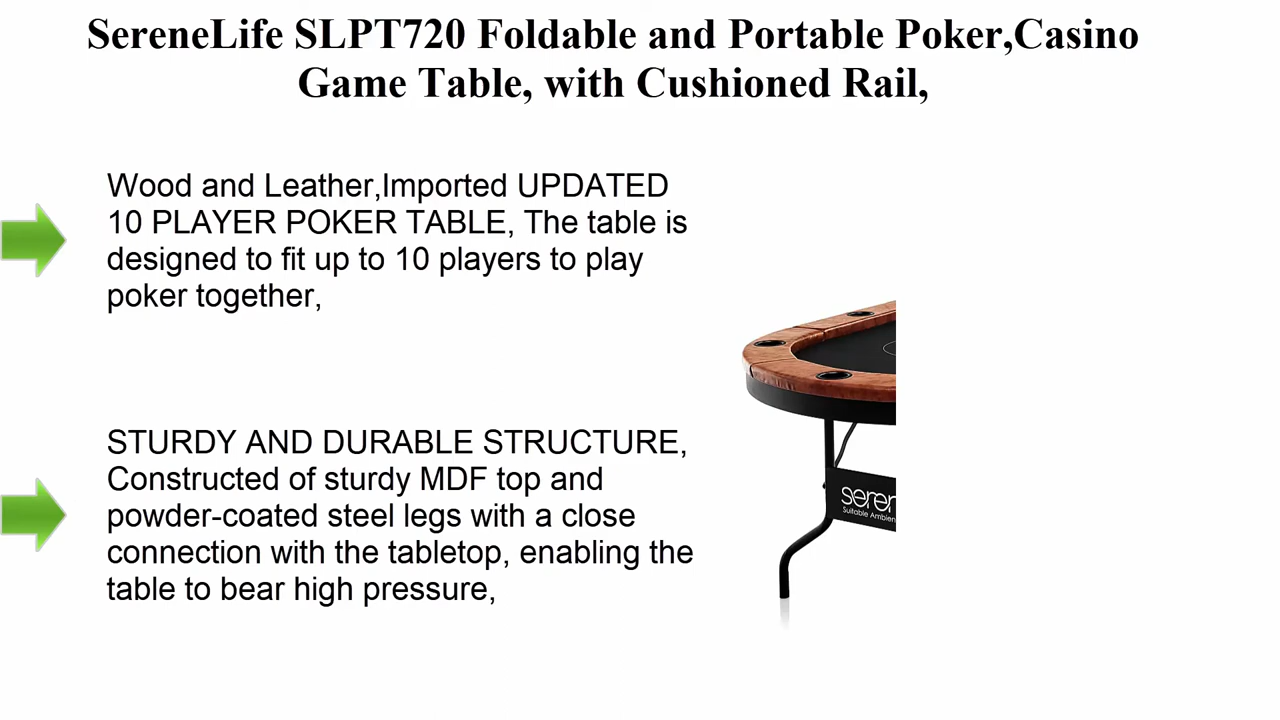 SereneLife SLPT720 Foldable and Portable Poker,Casino
Game Table, with Cushioned Rail,
Wood and Leather,Imported UPDATED
10 PLAYER POKER TABLE, The table is
designed to fit up to 10 players to play
poker together,
STURDY AND DURABLE STRUCTURE,
Constructed of sturdy MDF top and
powder-coated steel legs with a close
connection with the tabletop, enabling the
table to bear high pressure,
seren
Suitable Ambien